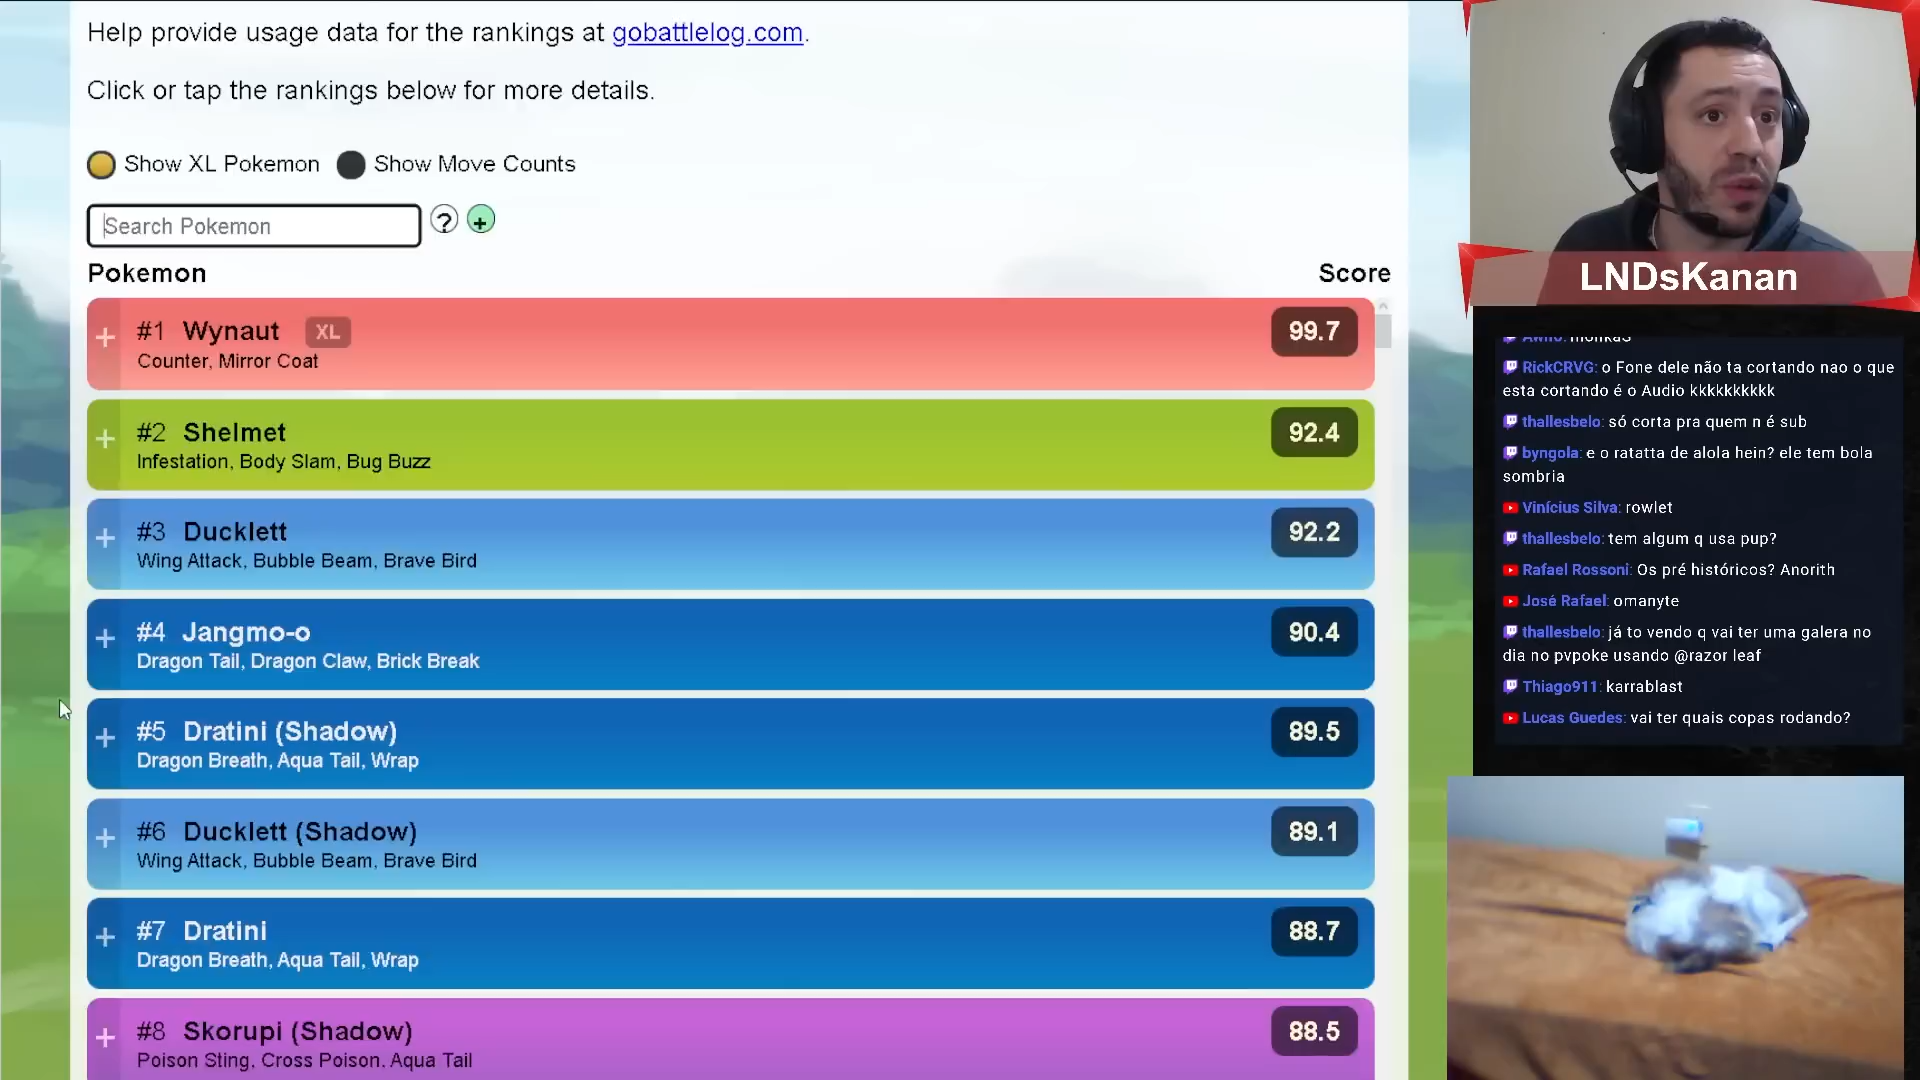 Help provide usage data for the rankings at gobattlelog.com.
Click or tap the rankings below for more details.
Show XL Pokemon Show Move Counts
Search Pokemon ? +
Pokemon Score
+ #1 Wynaut XL 99.7
Counter, Mirror Coat
+ #2 Shelmet 92.4
Infestation, Body Slam, Bug Buzz
+ #3 Ducklett 92.2
Wing Attack, Bubble Beam, Brave Bird
+ #4 Jangmo-o 90.4
Dragon Tail, Dragon Claw, Brick Break
+ #5 Dratini (Shadow) 89.5
Dragon Breath, Aqua Tail, Wrap
+ #6 Ducklett (Shadow) 89.1
Wing Attack, Bubble Beam, Brave Bird
+ #7 Dratini 88.7
Dragon Breath, Aqua Tail, Wrap
+ #8 Skorupi (Shadow) 88.5
Poison Sting, Cross Poison, Aqua Tail
LNDsKanan
RickCRVG: o Fone dele não ta cortando nao o que
esta cortando é o Audio kkkkkkkkkk
thallesbelo: só corta pra quem n é sub
byngola: e o ratatta de alola hein? ele tem bola
sombria
Vinícius Silva: rowlet
thallesbelo: tem algum q usa pup?
Rafael Rossoni: Os pré históricos? Anorith
José Rafael: omanyte
thallesbelo: já to vendo q vai ter uma galera no
dia no pvpoke usando @razor leaf
Thiago911: karrablast
Lucas Guedes: vai ter quais copas rodando?